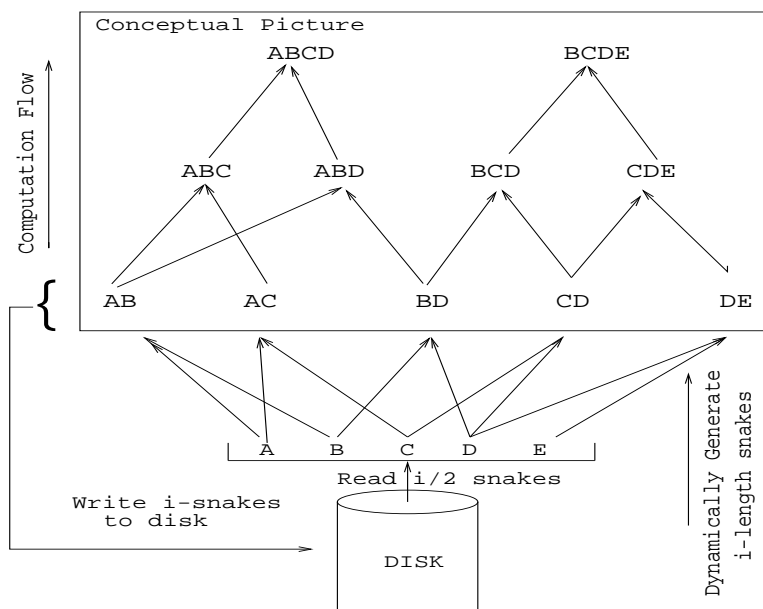 Conceptual Picture
ABCD BCDE
Computation Flow
ABC ABD BCD CDE
{
AB AC BD CD DE
A B C D E
Read i/2 snakes
Write i-snakes
to disk
DISK
Dynamically Generate
i-length snakes